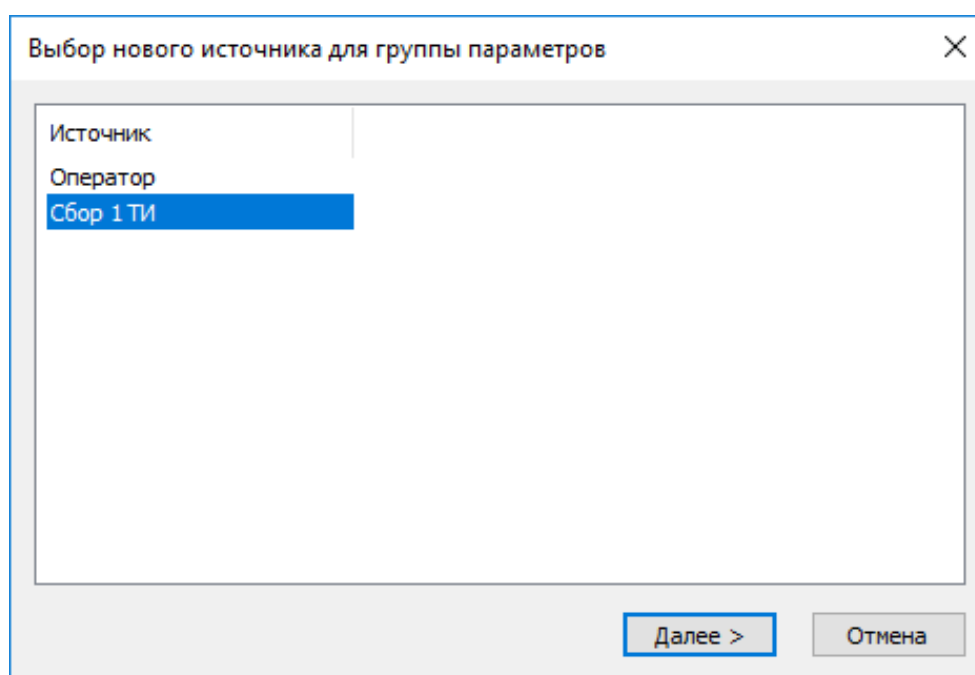 Выбор нового источника для группы параметров
Источник
Оператор
Сбор 1 ТИ
Далее >
Отмена